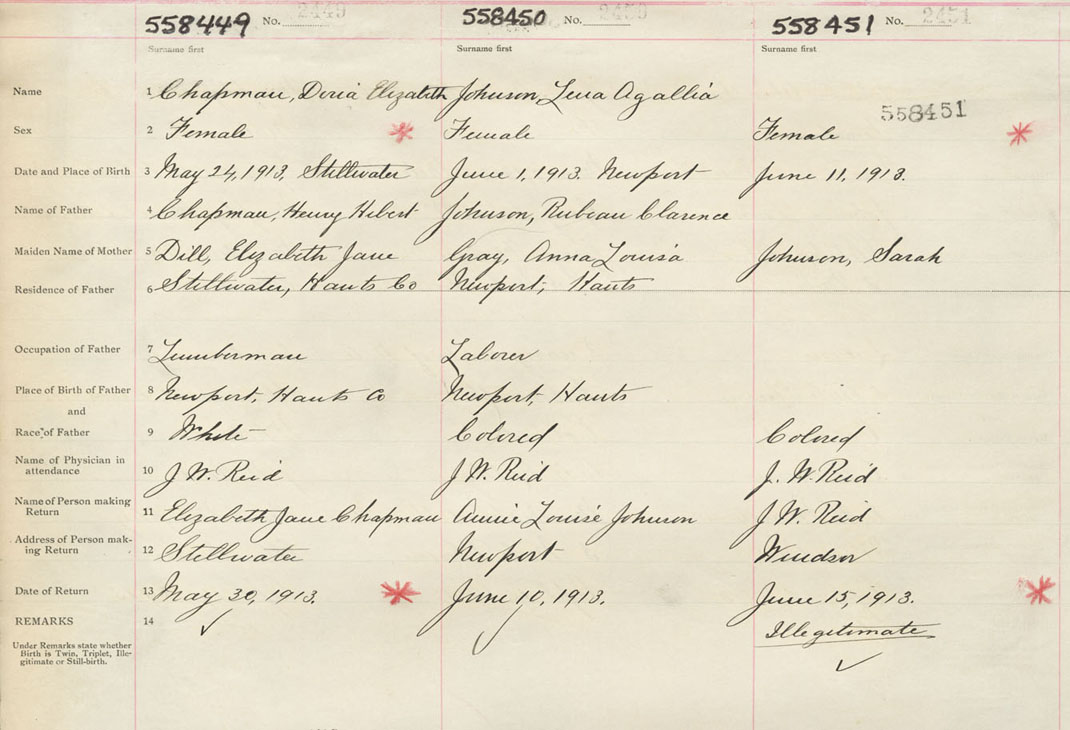 558449 No. 2449 558450 No. 2450 558451 No. 2451
Surname first Surname first Surname first
Name 1 Chapman, Doria Elizabeth Johnson, Lena Agallia
558451
Sex 2 Female Female Female
Date and Place of Birth 3 May 24, 1913, Stillwater June 1, 1913. Newport June 11, 1913.
Name of Father 4 Chapman, Henry Hibert Johnson, Rubean Clarence
Maiden Name of Mother 5 Dill, Elizabeth Jane Gray, Anna Louisa Johnson, Sarah
Residence of Father 6 Stillwater, Hants Co Newport, Hants
Occupation of Father 7 Lumberman Laborer
Place of Birth of Father 8 Newport, Hants Co Newport, Hants
and
Race of Father 9 White Colored Colored
Name of Physician in
attendance 10 J W. Reid J W. Reid J. W. Reid
Name of Person making
Return 11 Elizabeth Jane Chapman Annie Louise Johnson J W. Reid
Address of Person mak-
ing Return 12 Stillwater Newport Windsor
Date of Return 13 May 30, 1913. June 10, 1913. June 15, 1913.
REMARKS 14 Illegitimate
Under Remarks state whether
Birth is Twin, Triplet, Ille-
gitimate or Still-birth.